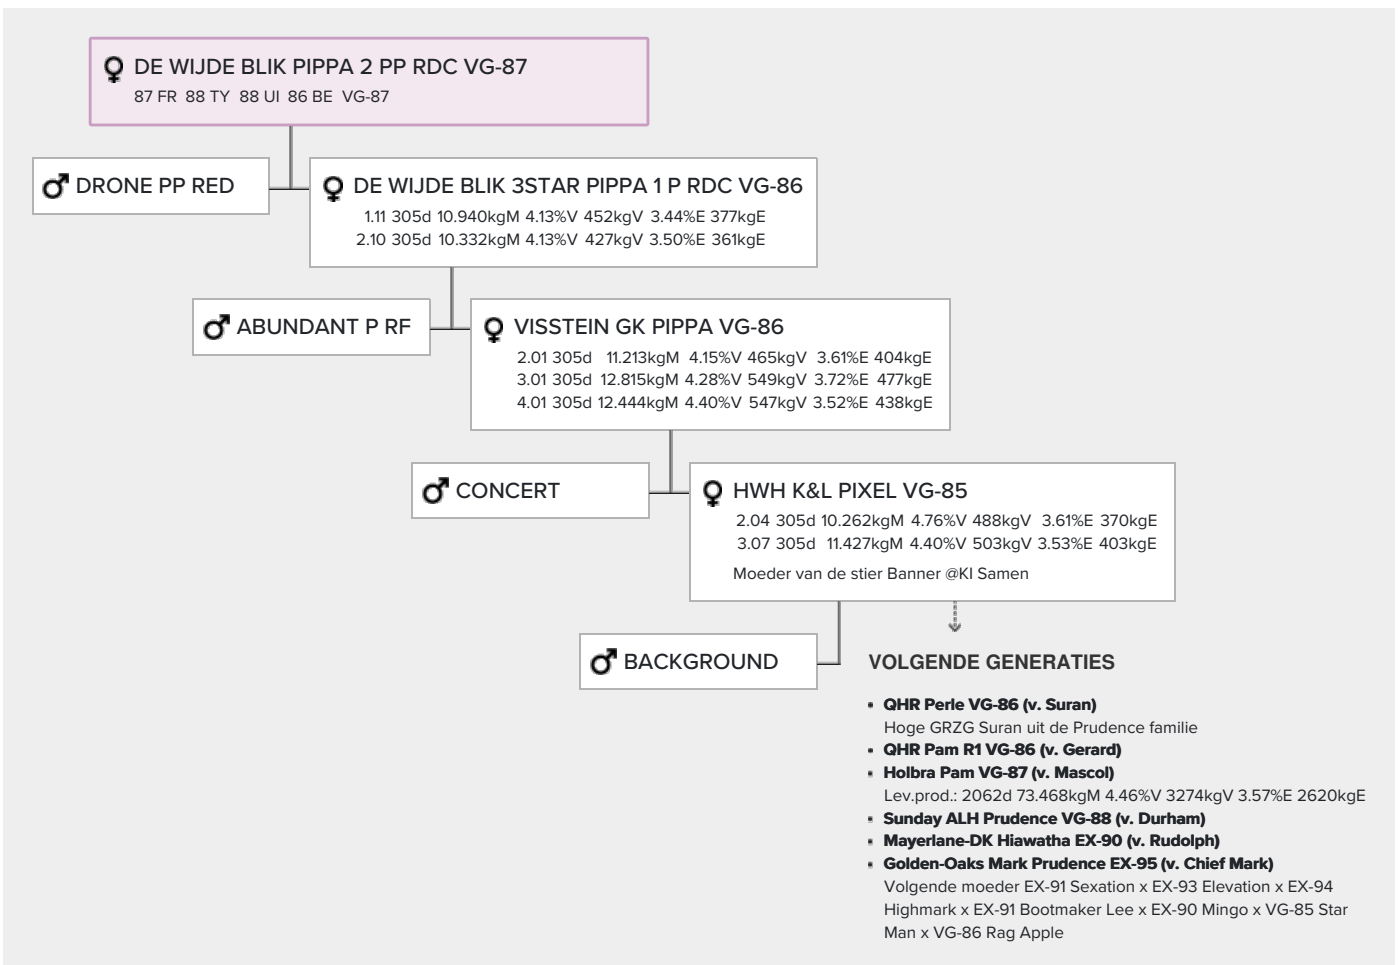 DE WIJDE BLIK PIPPA 2 PP RDC VG-87
87 FR 88 TY 88 UI 86 BE VG-87
DRONE PP RED
DE WIJDE BLIK 3STAR PIPPA 1 P RDC VG-86
1.11 305d 10.940kgM 4.13%V 452kgV 3.44%E 377kgE
2.10 305d 10.332kgM 4.13%V 427kgV 3.50%E 361kgE
ABUNDANT P RF
VISSTEIN GK PIPPA VG-86
2.01 305d 11.213kgM 4.15%V 465kgV 3.61%E 404kgE
3.01 305d 12.815kgM 4.28%V 549kgV 3.72%E 477kgE
4.01 305d 12.444kgM 4.40%V 547kgV 3.52%E 438kgE
CONCERT
HWH K&L PIXEL VG-85
2.04 305d 10.262kgM 4.76%V 488kgV 3.61%E 370kgE
3.07 305d 11.427kgM 4.40%V 503kgV 3.53%E 403kgE
Moeder van de stier Banner @KI Samen
BACKGROUND
VOLGENDE GENERATIES
▪ QHR Perle VG-86 (v. Suran)
Hoge GRZG Suran uit de Prudence familie
▪ QHR Pam R1 VG-86 (v. Gerard)
▪ Holbra Pam VG-87 (v. Mascol)
Lev.prod.: 2062d 73.468kgM 4.46%V 3274kgV 3.57%E 2620kgE
▪ Sunday ALH Prudence VG-88 (v. Durham)
▪ Mayerlane-DK Hiawatha EX-90 (v. Rudolph)
▪ Golden-Oaks Mark Prudence EX-95 (v. Chief Mark)
Volgende moeder EX-91 Sexation x EX-93 Elevation x EX-94
Highmark x EX-91 Bootmaker Lee x EX-90 Mingo x VG-85 Star
Man x VG-86 Rag Apple